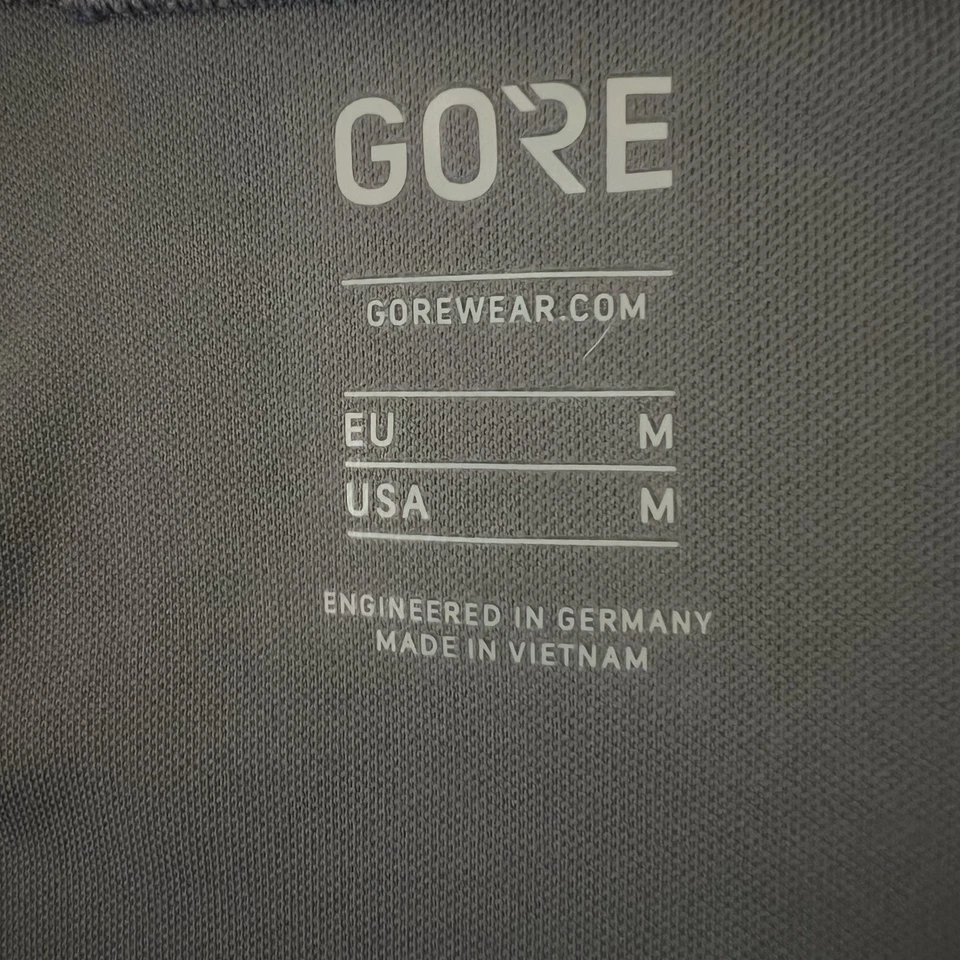 GORE
GOREWEAR.COM
EU M
USA M
ENGINEERED IN GERMANY
MADE IN VIETNAM